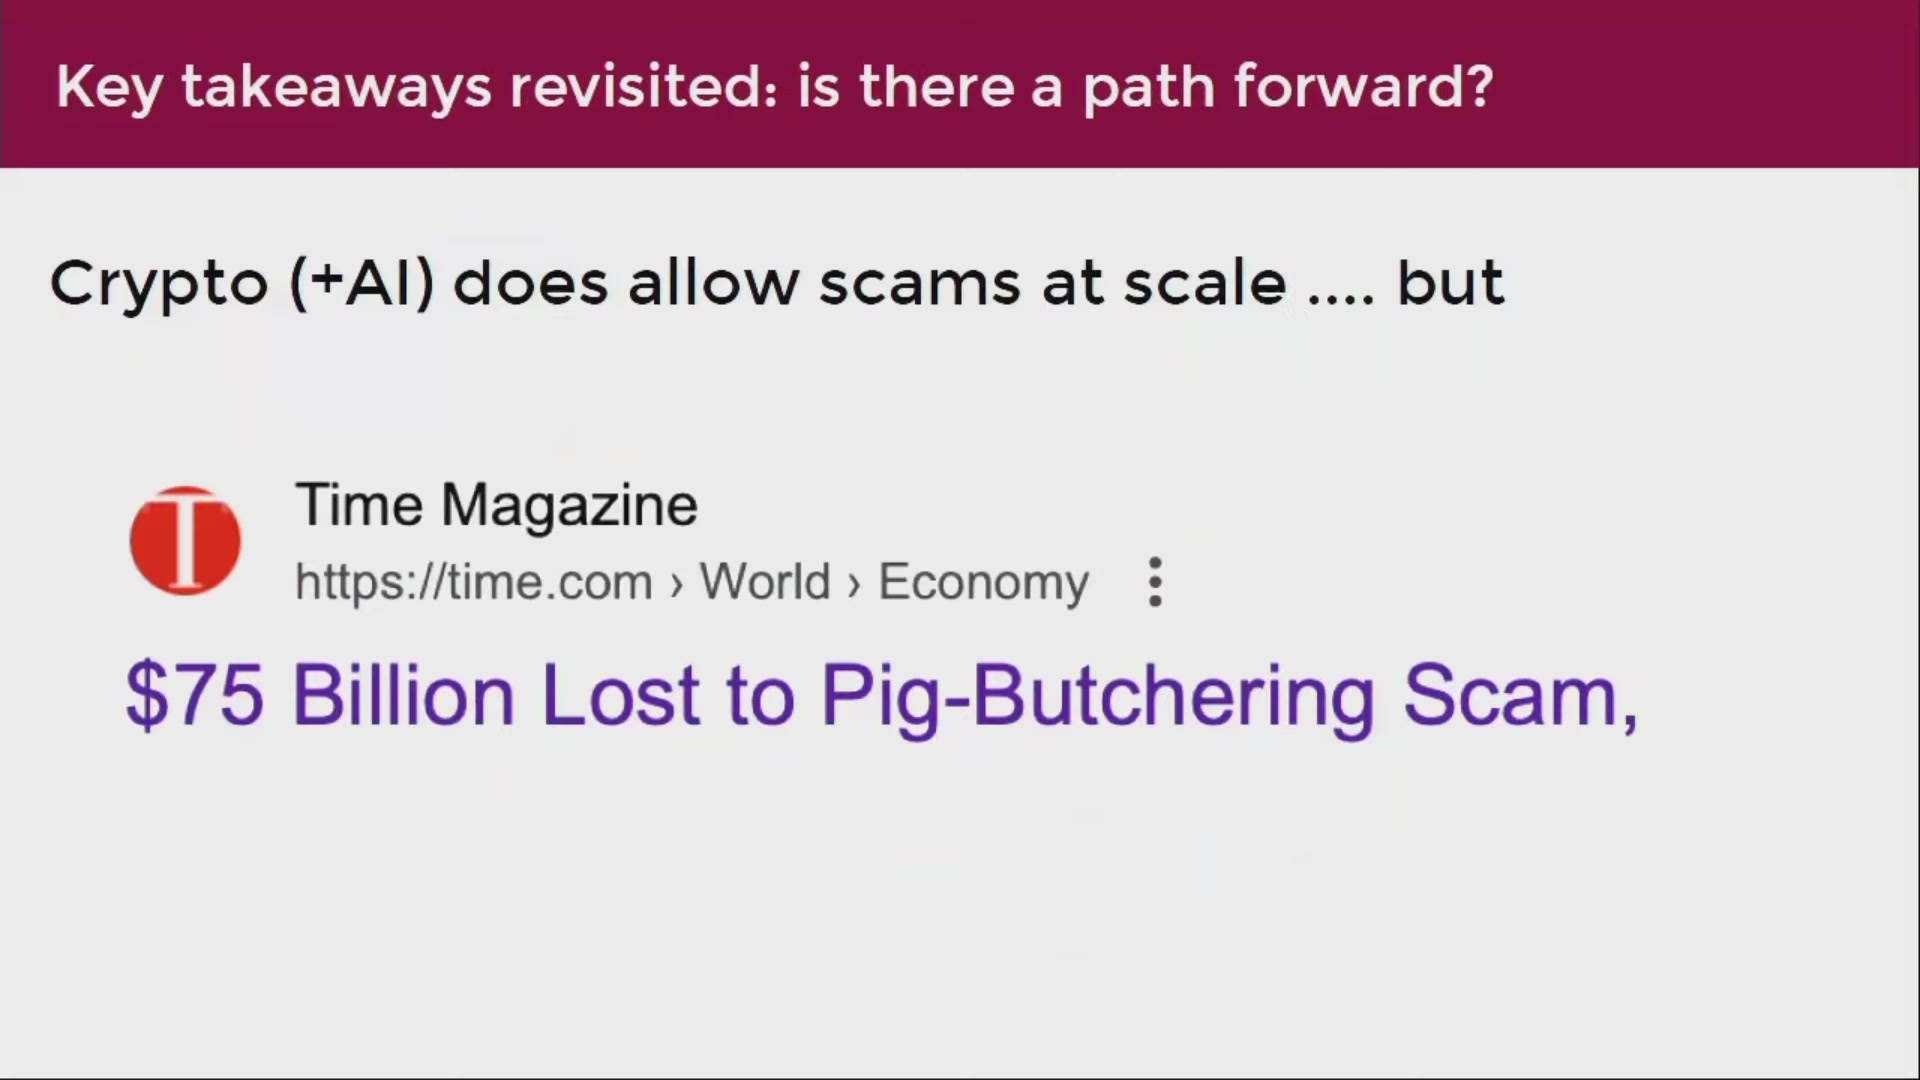 Key takeaways revisited: is there a path forward?
Crypto (+AI) does allow scams at scale .... but
T
Time Magazine
https://time.com › World › Economy
$75 Billion Lost to Pig-Butchering Scam,